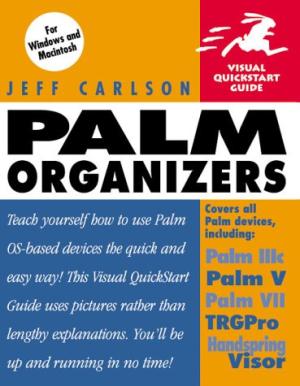 For
Windows and
Macintosh
VISUAL
QUICKSTART
GUIDE
JEFF CARLSON
PALM
ORGANIZERS
Teach yourself how to use Palm
OS-based devices the quick and
easy way! This Visual QuickStart
Guide uses pictures rather than
lengthy explanations. You'll be
up and running in no time!
Covers all
Palm devices,
including:
Palm IIIc
Palm V
Palm VII
TRGPro
Handspring
Visor